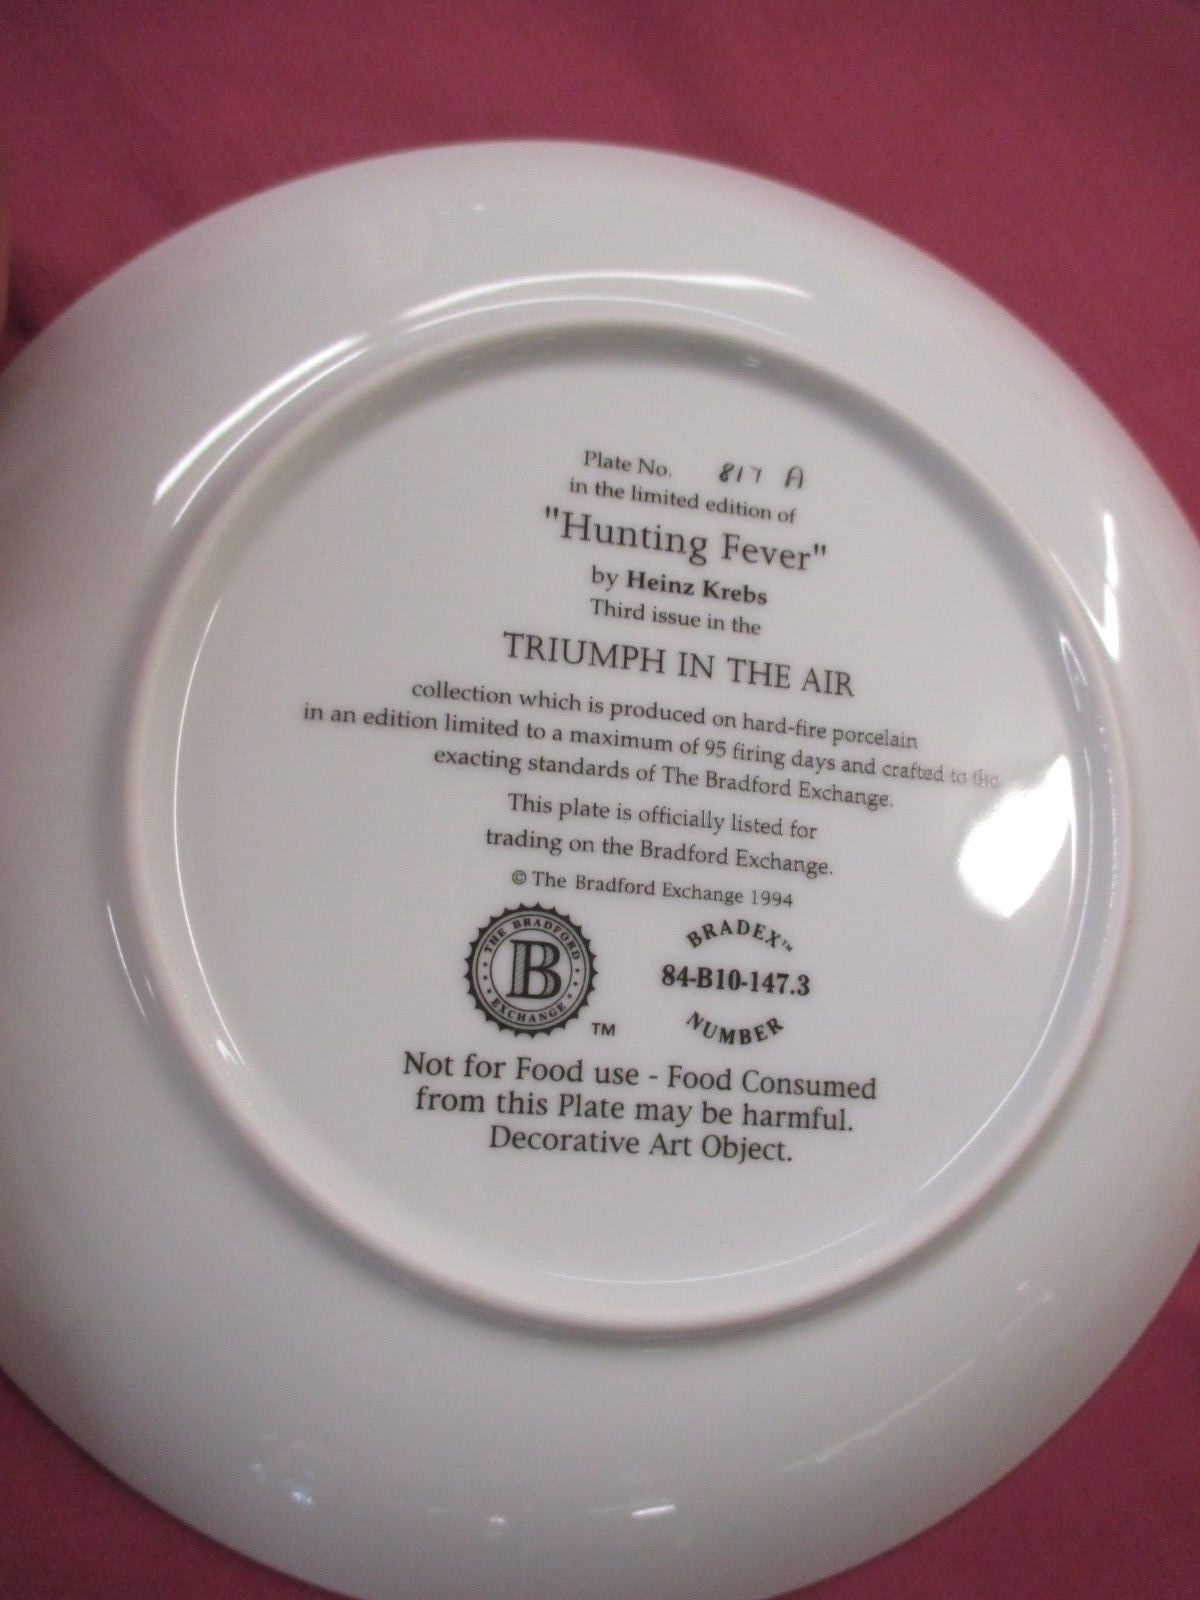 Plate No. 817 A
in the limited edition of
"Hunting Fever"
by Heinz Krebs
Third issue in the
TRIUMPH IN THE AIR
collection which is produced on hard-fire porcelain
in an edition limited to a maximum of 95 firing days and crafted to the
exacting standards of The Bradford Exchange.
This plate is officially listed for
trading on the Bradford Exchange.
© The Bradford Exchange 1994
THE BRADFORD
B
EXCHANGE
TM
BRADEX™
84-B10-147.3
NUMBER
Not for Food use - Food Consumed
from this Plate may be harmful.
Decorative Art Object.